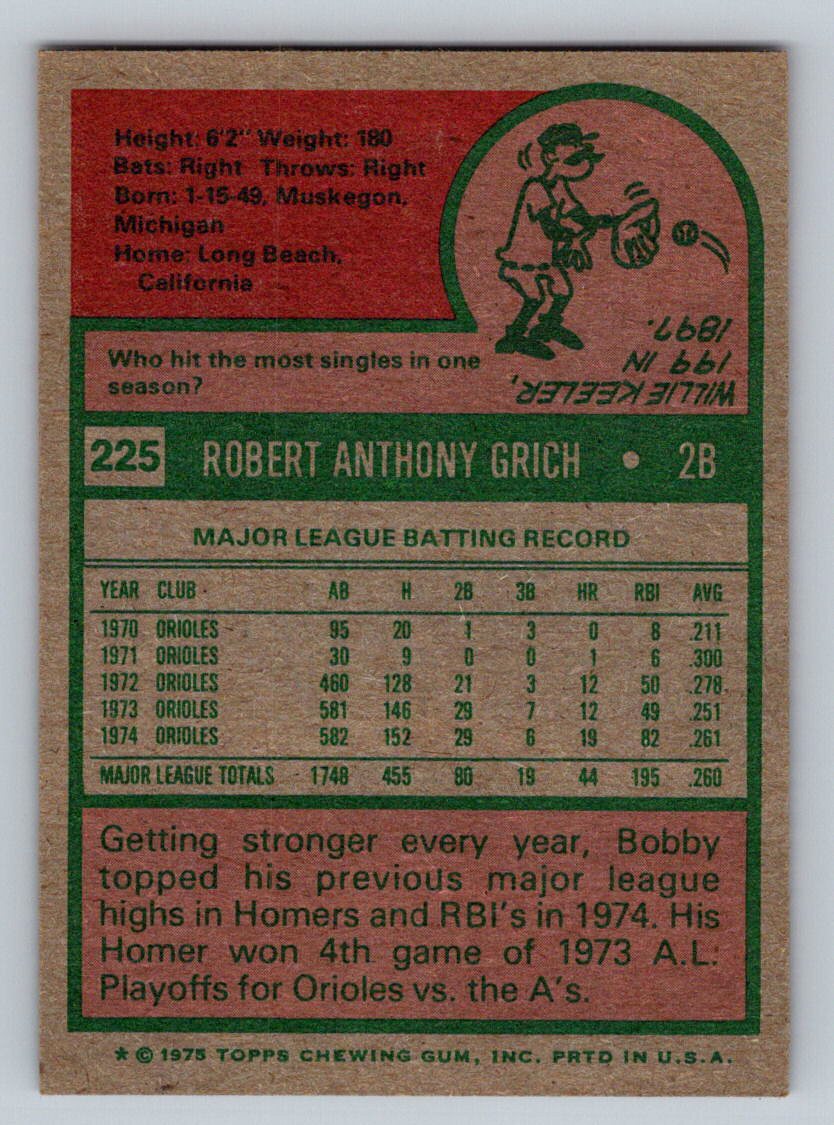 Height: 6'2" Weight: 180
Bats: Right Throws: Right
Born: 1-15-49, Muskegon,
Michigan
Home: Long Beach,
California
Who hit the most singles in one
season?
WILLIE KEELER,
199 IN
1897.
225 ROBERT ANTHONY GRICH • 2B
MAJOR LEAGUE BATTING RECORD
YEAR CLUB AB H 2B 3B HR RBI AVG
1970 ORIOLES 95 20 1 3 0 8 .211
1971 ORIOLES 30 9 0 0 1 6 .300
1972 ORIOLES 460 128 21 3 12 50 .278
1973 ORIOLES 581 146 29 7 12 49 .251
1974 ORIOLES 582 152 29 6 19 82 .261
MAJOR LEAGUE TOTALS 1748 455 80 19 44 195 .260
Getting stronger every year, Bobby
topped his previous major league
highs in Homers and RBI's in 1974. His
Homer won 4th game of 1973 A.L.
Playoffs for Orioles vs. the A's.
* © 1975 TOPPS CHEWING GUM, INC. PRTD IN U.S.A.